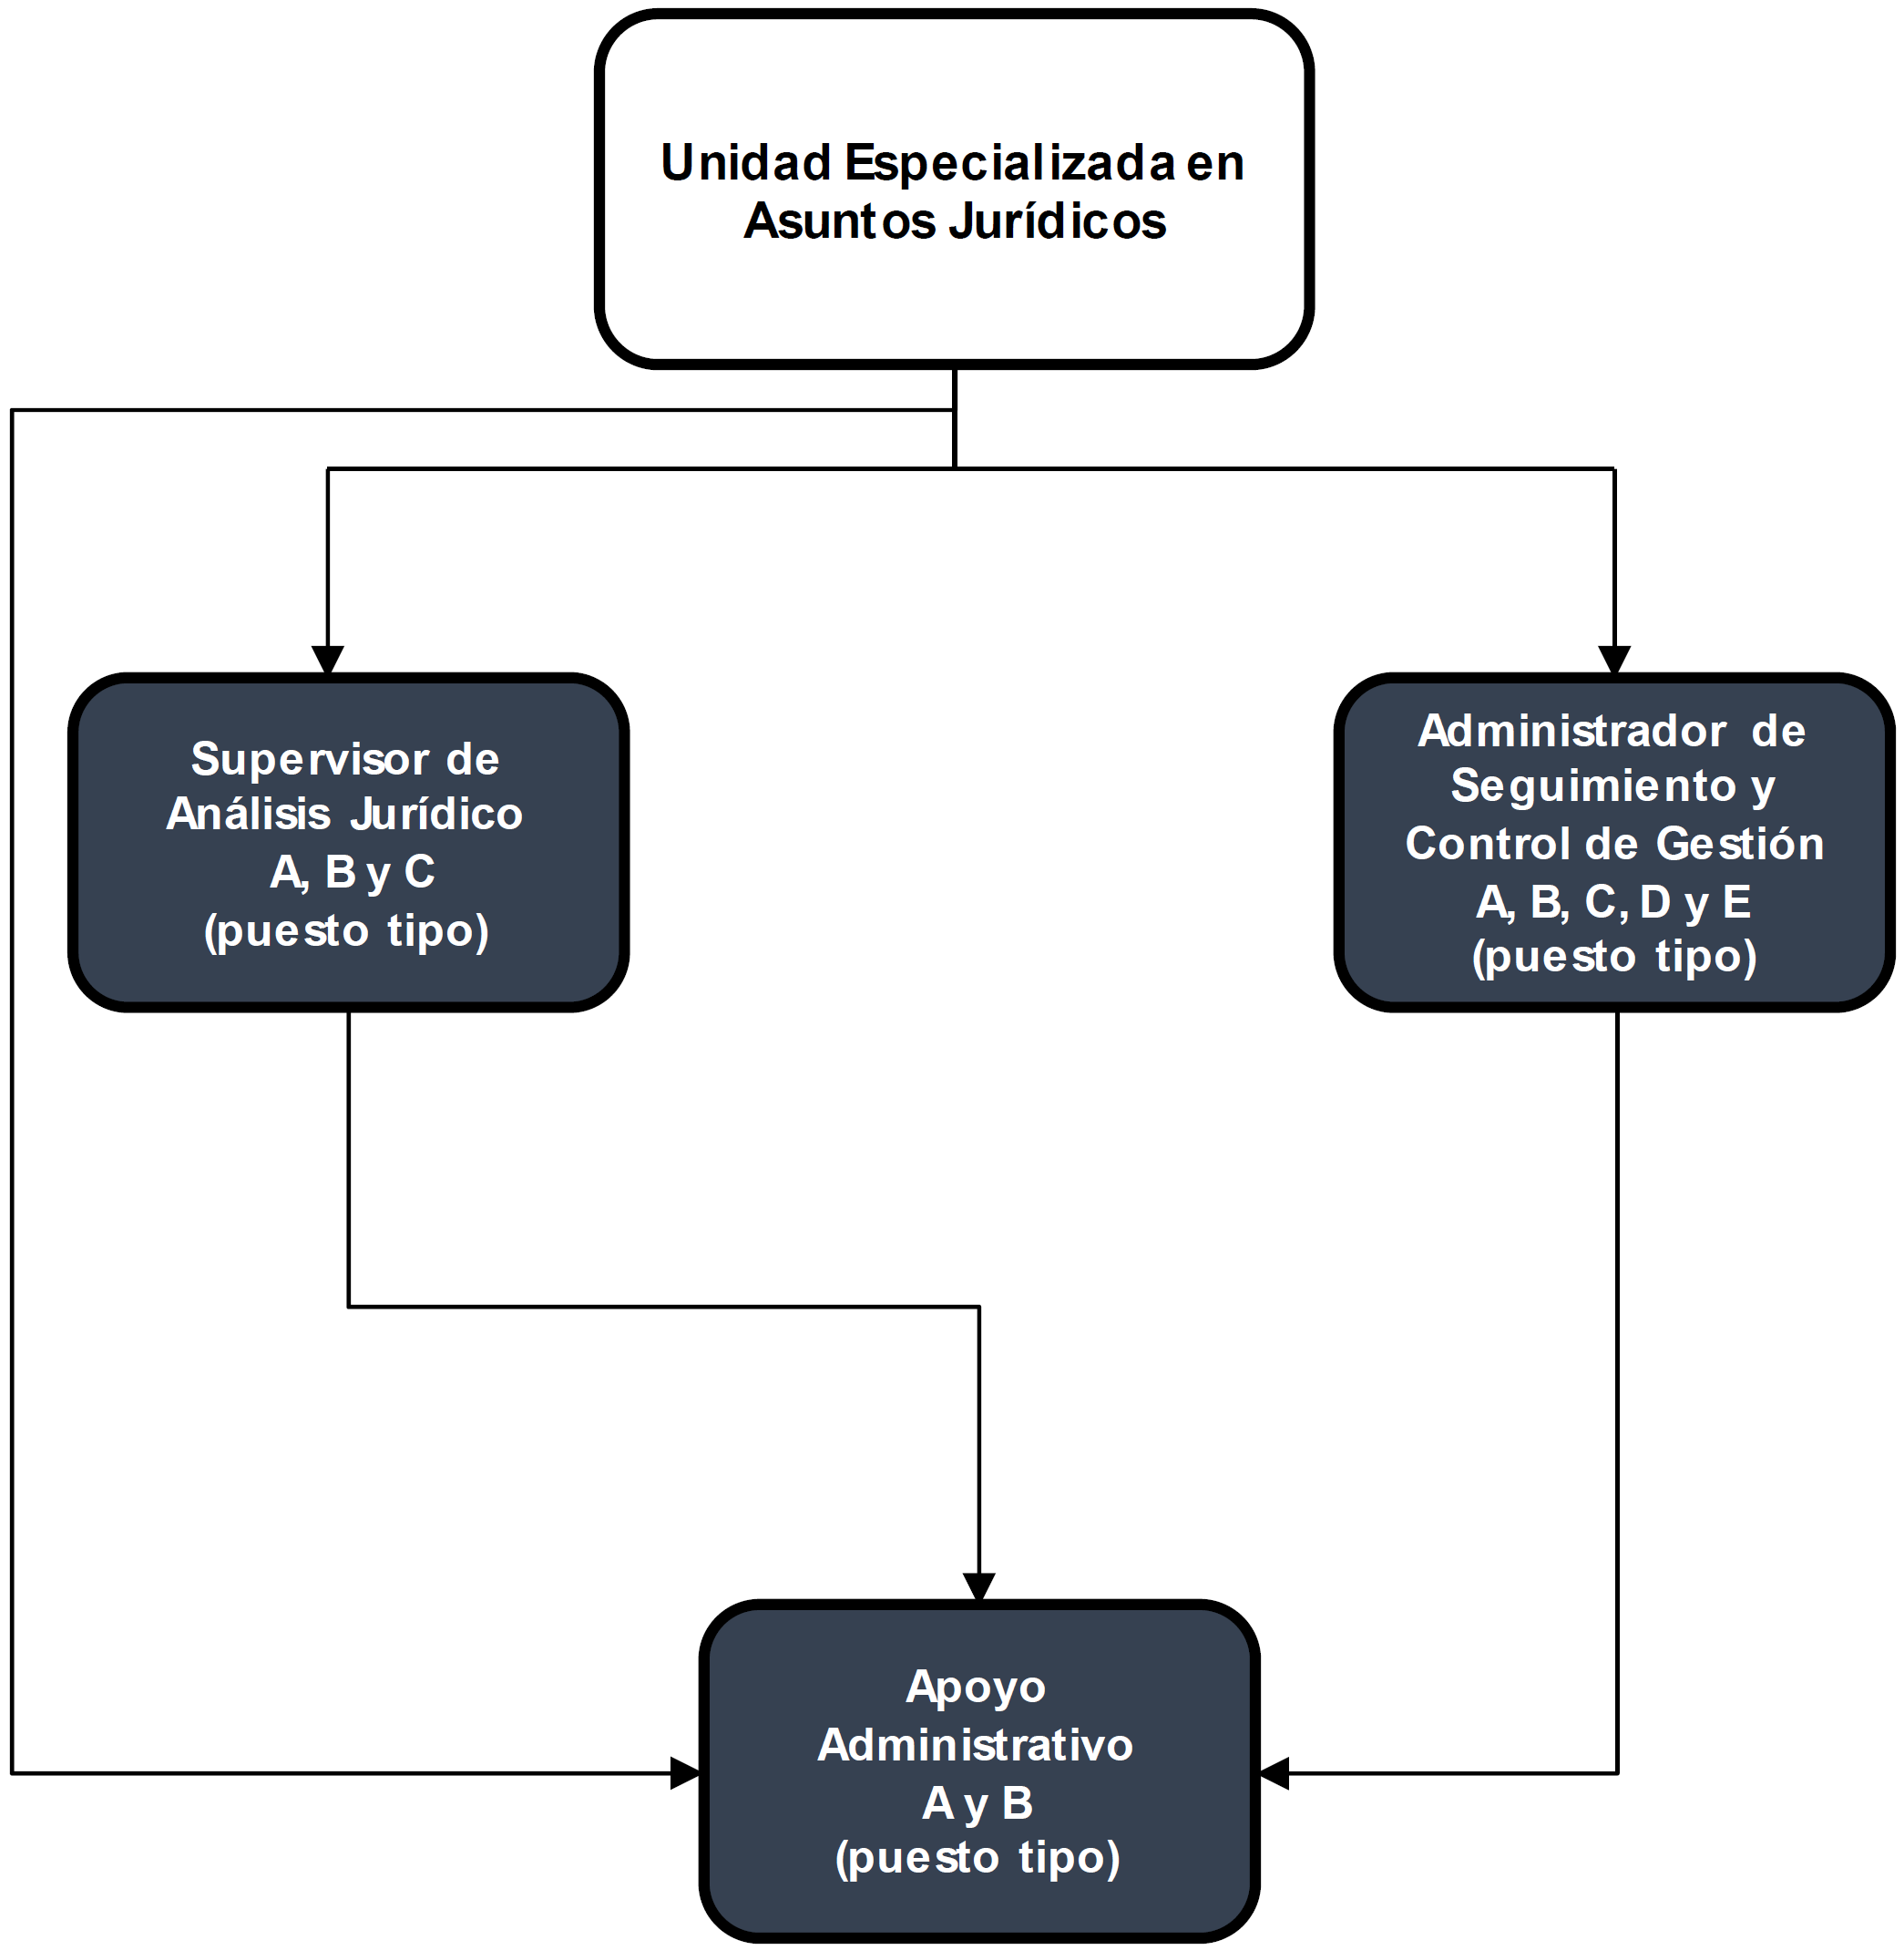 Unidad Especializada en
Asuntos Jurídicos
Supervisor de
Análisis Jurídico
A, B y C
(puesto tipo)
Administrador de
Seguimiento y
Control de Gestión
A, B, C, D y E
(puesto tipo)
Apoyo
Administrativo
A y B
(puesto tipo)